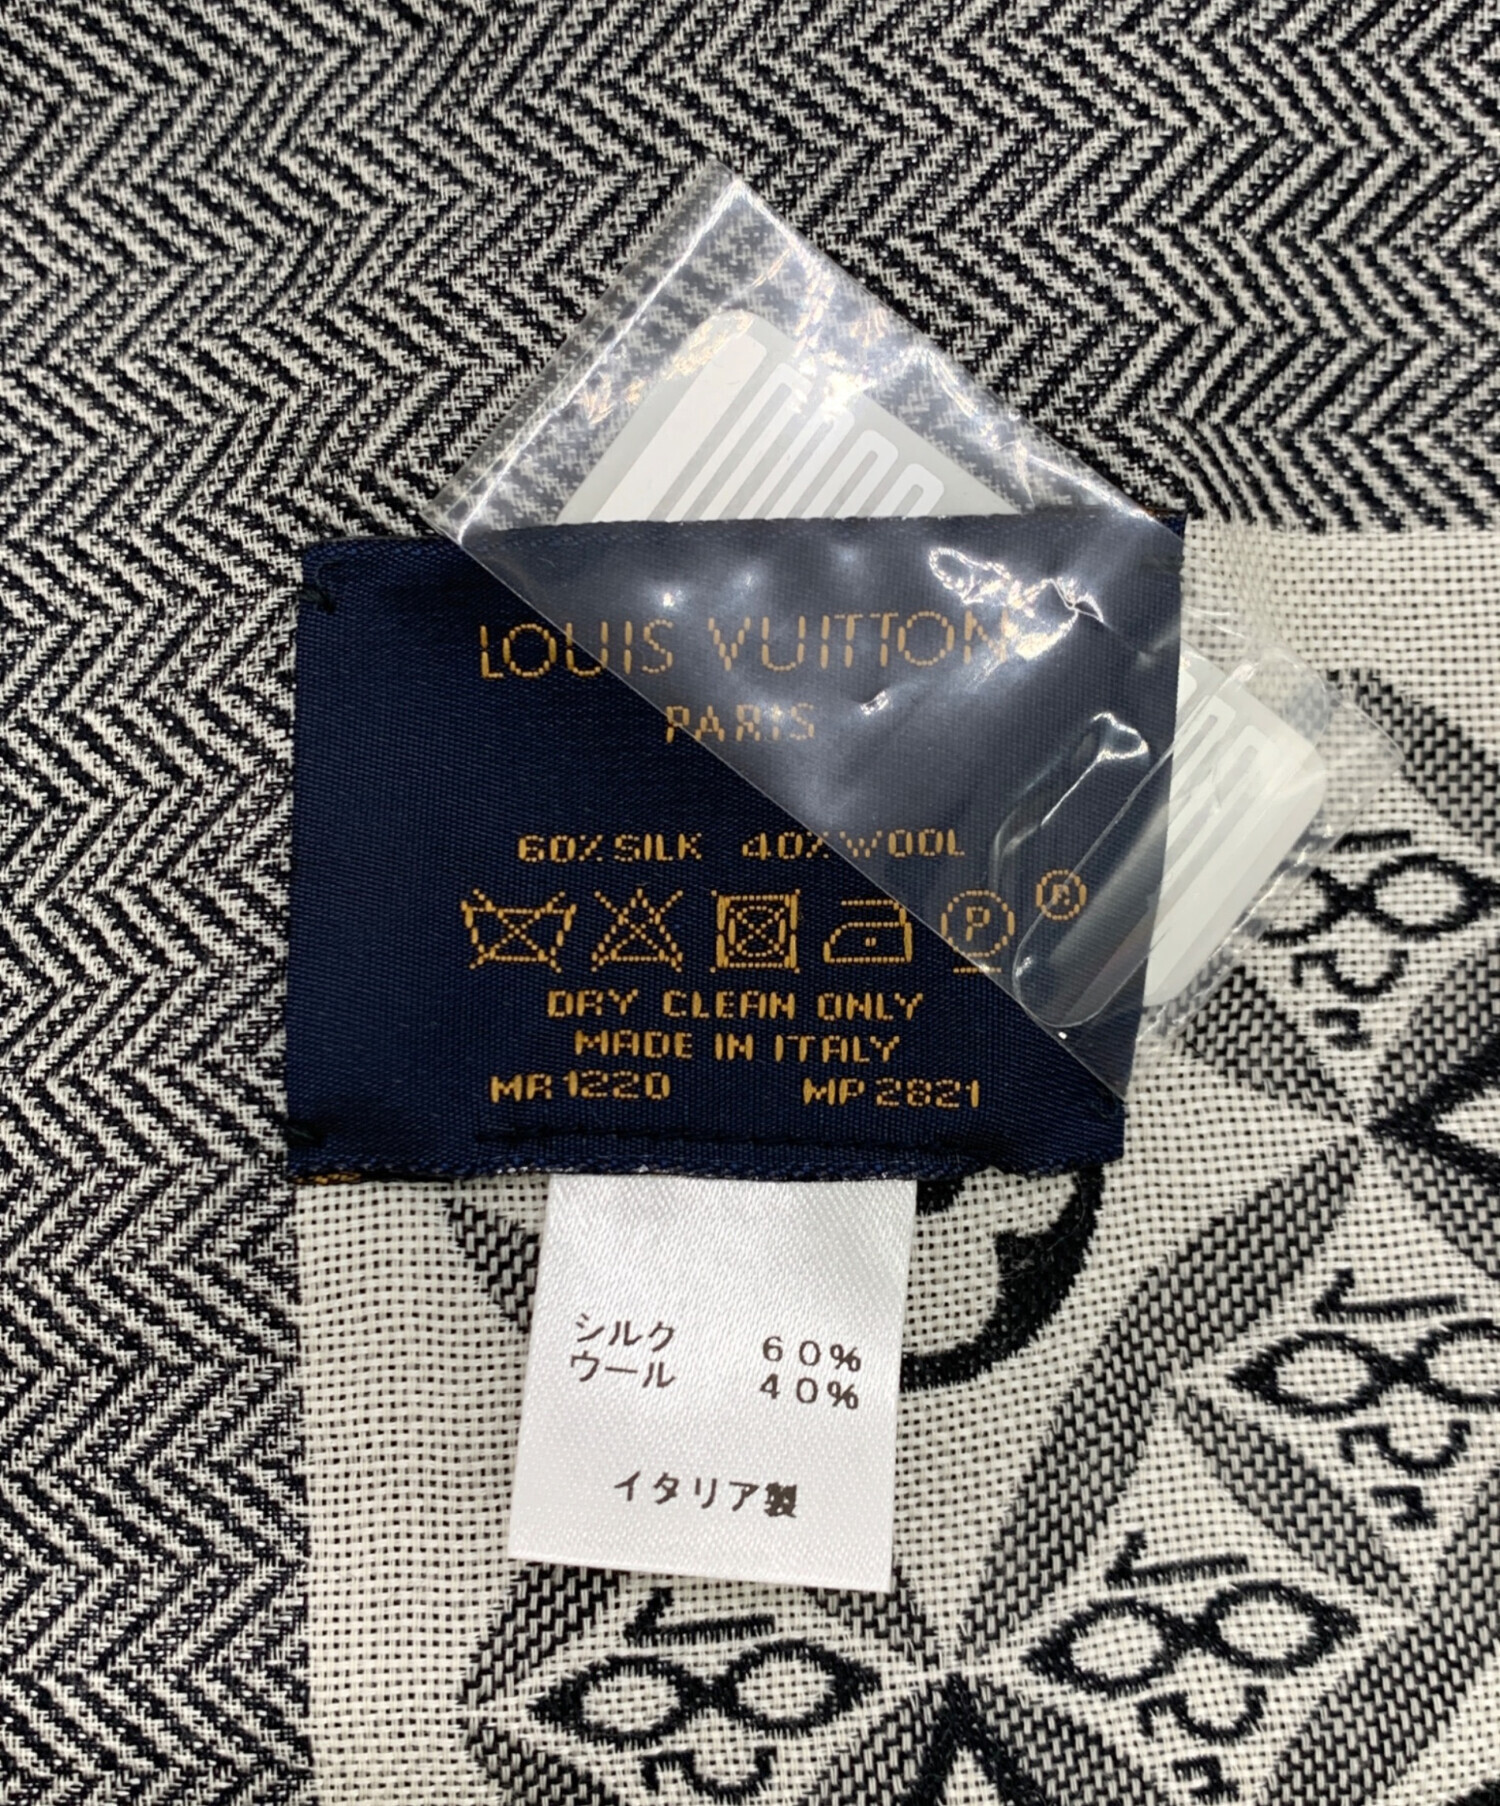 LOUIS VUITTON
PARIS
60% SILK 40% WOOL
P ®
DRY CLEAN ONLY
MADE IN ITALY
MR1220 MP2821
シルク 60%
ウール 40%
イタリア製